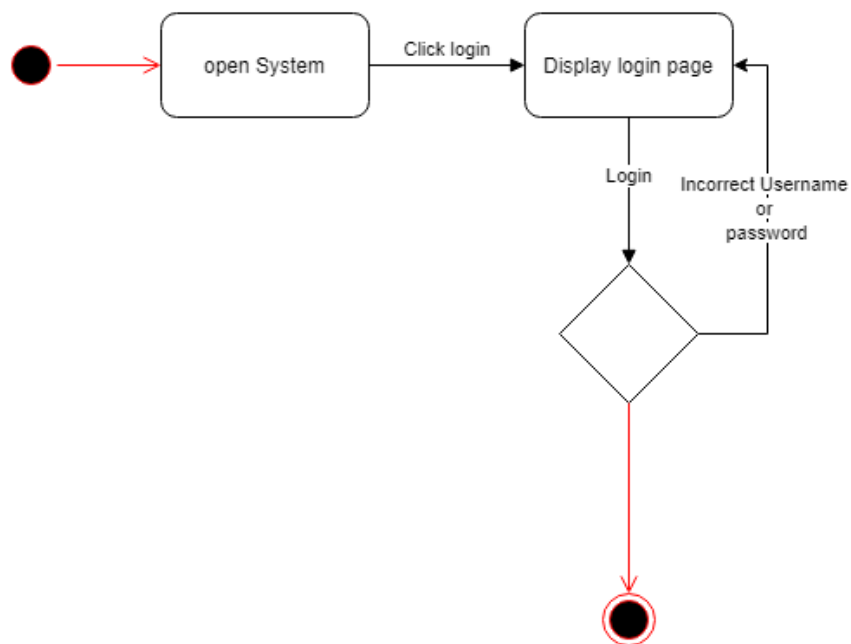 open System
Click login
Display login page
Login
Incorrect Username
or
password